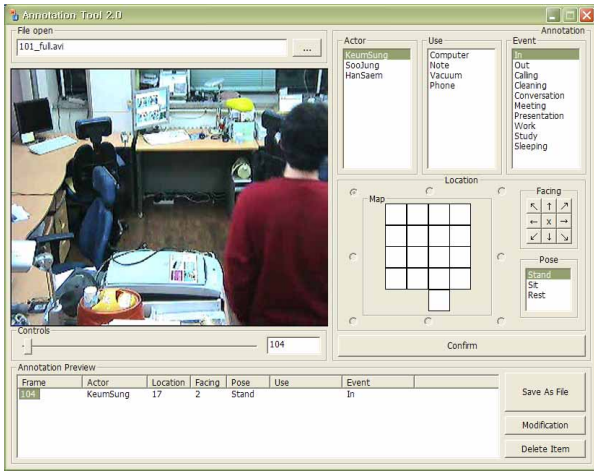 Annotation Tool 2.0
File open
101_full.avi
...
Annotation
Actor
KeumSung
SooJung
HanSaem
Use
Computer
Note
Vacuum
Phone
Event
In
Out
Calling
Cleaning
Conversation
Meeting
Presentation
Work
Study
Sleeping
Location
Map
Facing
↖ ↑ ↗
← x →
↙ ↓ ↘
Pose
Stand
Sit
Rest
Controls
104
Confirm
Annotation Preview
Frame Actor Location Facing Pose Use Event
104 KeumSung 17 2 Stand In
Save As File
Modification
Delete Item